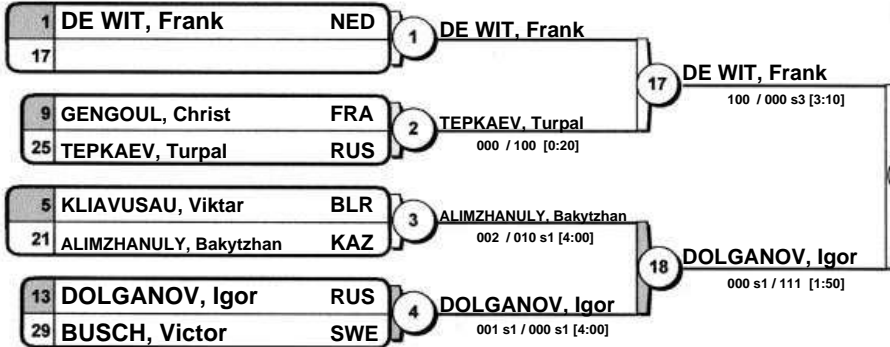 1 DE WIT, Frank NED
17
1
DE WIT, Frank
9 GENGOUL, Christ FRA
25 TEPKAEV, Turpal RUS
2
TEPKAEV, Turpal
000 / 100 [0:20]
17
DE WIT, Frank
100 / 000 s3 [3:10]
5 KLIAVUSAU, Viktar BLR
21 ALIMZHANULY, Bakytzhan KAZ
3
ALIMZHANULY, Bakytzhan
002 / 010 s1 [4:00]
13 DOLGANOV, Igor RUS
29 BUSCH, Victor SWE
4
DOLGANOV, Igor
001 s1 / 000 s1 [4:00]
18
DOLGANOV, Igor
000 s1 / 111 [1:50]